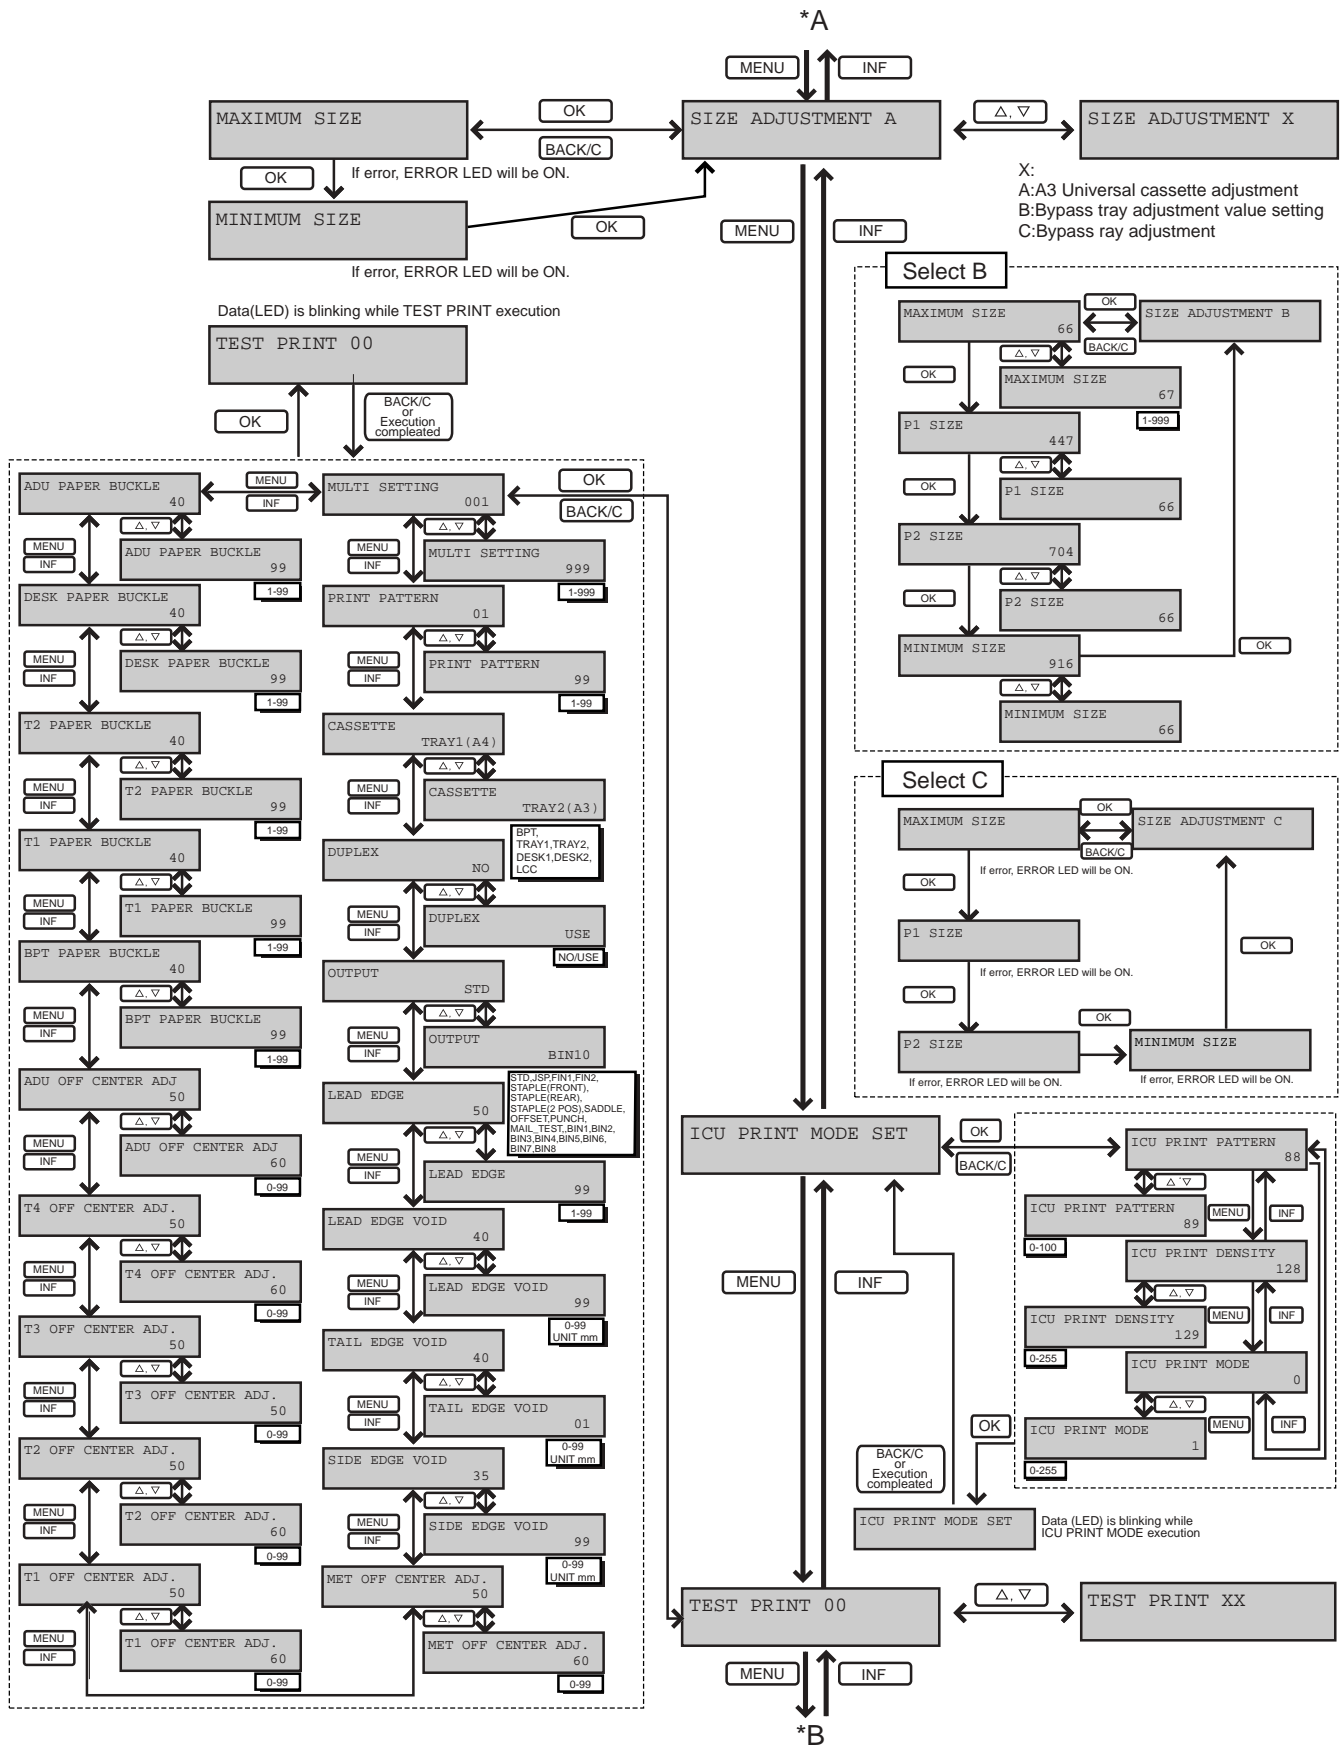 *A
MENU
INF
MAXIMUM SIZE
OK
BACK/C
SIZE ADJUSTMENT A
△, ▽
SIZE ADJUSTMENT X
OK
If error, ERROR LED will be ON.
X:
A:A3 Universal cassette adjustment
B:Bypass tray adjustment value setting
C:Bypass ray adjustment
MINIMUM SIZE
OK
MENU
INF
If error, ERROR LED will be ON.
Data(LED) is blinking while TEST PRINT execution
TEST PRINT 00
OK
BACK/C
or
Execution
compleated
Select B
MAXIMUM SIZE
66
OK
BACK/C
SIZE ADJUSTMENT B
△, ▽
OK
MAXIMUM SIZE
67
1-999
P1 SIZE
447
△, ▽
OK
P1 SIZE
66
P2 SIZE
704
△, ▽
OK
P2 SIZE
66
MINIMUM SIZE
916
OK
△, ▽
MINIMUM SIZE
66
ADU PAPER BUCKLE
40
MENU
INF
MULTI SETTING
001
OK
BACK/C
△, ▽
MENU
INF
ADU PAPER BUCKLE
99
1-99
DESK PAPER BUCKLE
40
△, ▽
MENU
INF
DESK PAPER BUCKLE
99
1-99
T2 PAPER BUCKLE
40
△, ▽
MENU
INF
T2 PAPER BUCKLE
99
1-99
T1 PAPER BUCKLE
40
△, ▽
MENU
INF
T1 PAPER BUCKLE
99
1-99
BPT PAPER BUCKLE
40
△, ▽
MENU
INF
BPT PAPER BUCKLE
99
1-99
ADU OFF CENTER ADJ
50
△, ▽
MENU
INF
ADU OFF CENTER ADJ
60
0-99
T4 OFF CENTER ADJ.
50
△, ▽
MENU
INF
T4 OFF CENTER ADJ.
60
0-99
T3 OFF CENTER ADJ.
50
△, ▽
MENU
INF
T3 OFF CENTER ADJ.
50
0-99
T2 OFF CENTER ADJ.
50
△, ▽
MENU
INF
T2 OFF CENTER ADJ.
60
0-99
T1 OFF CENTER ADJ.
50
△, ▽
MENU
INF
T1 OFF CENTER ADJ.
60
0-99
△, ▽
MENU
INF
MULTI SETTING
999
1-999
PRINT PATTERN
01
△, ▽
MENU
INF
PRINT PATTERN
99
1-99
CASSETTE
TRAY1(A4)
△, ▽
MENU
INF
CASSETTE
TRAY2(A3)
BPT,
TRAY1,TRAY2,
DESK1,DESK2,
LCC
DUPLEX
NO
△, ▽
MENU
INF
DUPLEX
USE
NO/USE
OUTPUT
STD
△, ▽
MENU
INF
OUTPUT
BIN10
STD,JSP,FIN1,FIN2,
STAPLE(FRONT),
STAPLE(REAR),
STAPLE(2 POS),SADDLE,
OFFSET,PUNCH,
MAIL_TEST,,BIN1,BIN2,
BIN3,BIN4,BIN5,BIN6,
BIN7,BIN8
LEAD EDGE
50
△, ▽
MENU
INF
LEAD EDGE
99
1-99
LEAD EDGE VOID
40
△, ▽
MENU
INF
LEAD EDGE VOID
99
0-99
UNIT mm
TAIL EDGE VOID
40
△, ▽
MENU
INF
TAIL EDGE VOID
01
0-99
UNIT mm
SIDE EDGE VOID
35
△, ▽
MENU
INF
SIDE EDGE VOID
99
0-99
UNIT mm
MET OFF CENTER ADJ.
50
△, ▽
MET OFF CENTER ADJ.
60
0-99
Select C
MAXIMUM SIZE
OK
BACK/C
SIZE ADJUSTMENT C
If error, ERROR LED will be ON.
OK
P1 SIZE
If error, ERROR LED will be ON.
OK
OK
P2 SIZE
OK
MINIMUM SIZE
If error, ERROR LED will be ON.
If error, ERROR LED will be ON.
ICU PRINT MODE SET
OK
BACK/C
ICU PRINT PATTERN
88
△ ▽
ICU PRINT PATTERN
89
MENU
INF
0-100
ICU PRINT DENSITY
128
△, ▽
ICU PRINT DENSITY
129
MENU
INF
0-255
ICU PRINT MODE
0
△, ▽
ICU PRINT MODE
1
MENU
INF
0-255
OK
MENU
INF
BACK/C
or
Execution
compleated
ICU PRINT MODE SET
Data (LED) is blinking while
ICU PRINT MODE execution
TEST PRINT 00
△, ▽
TEST PRINT XX
MENU
INF
*B